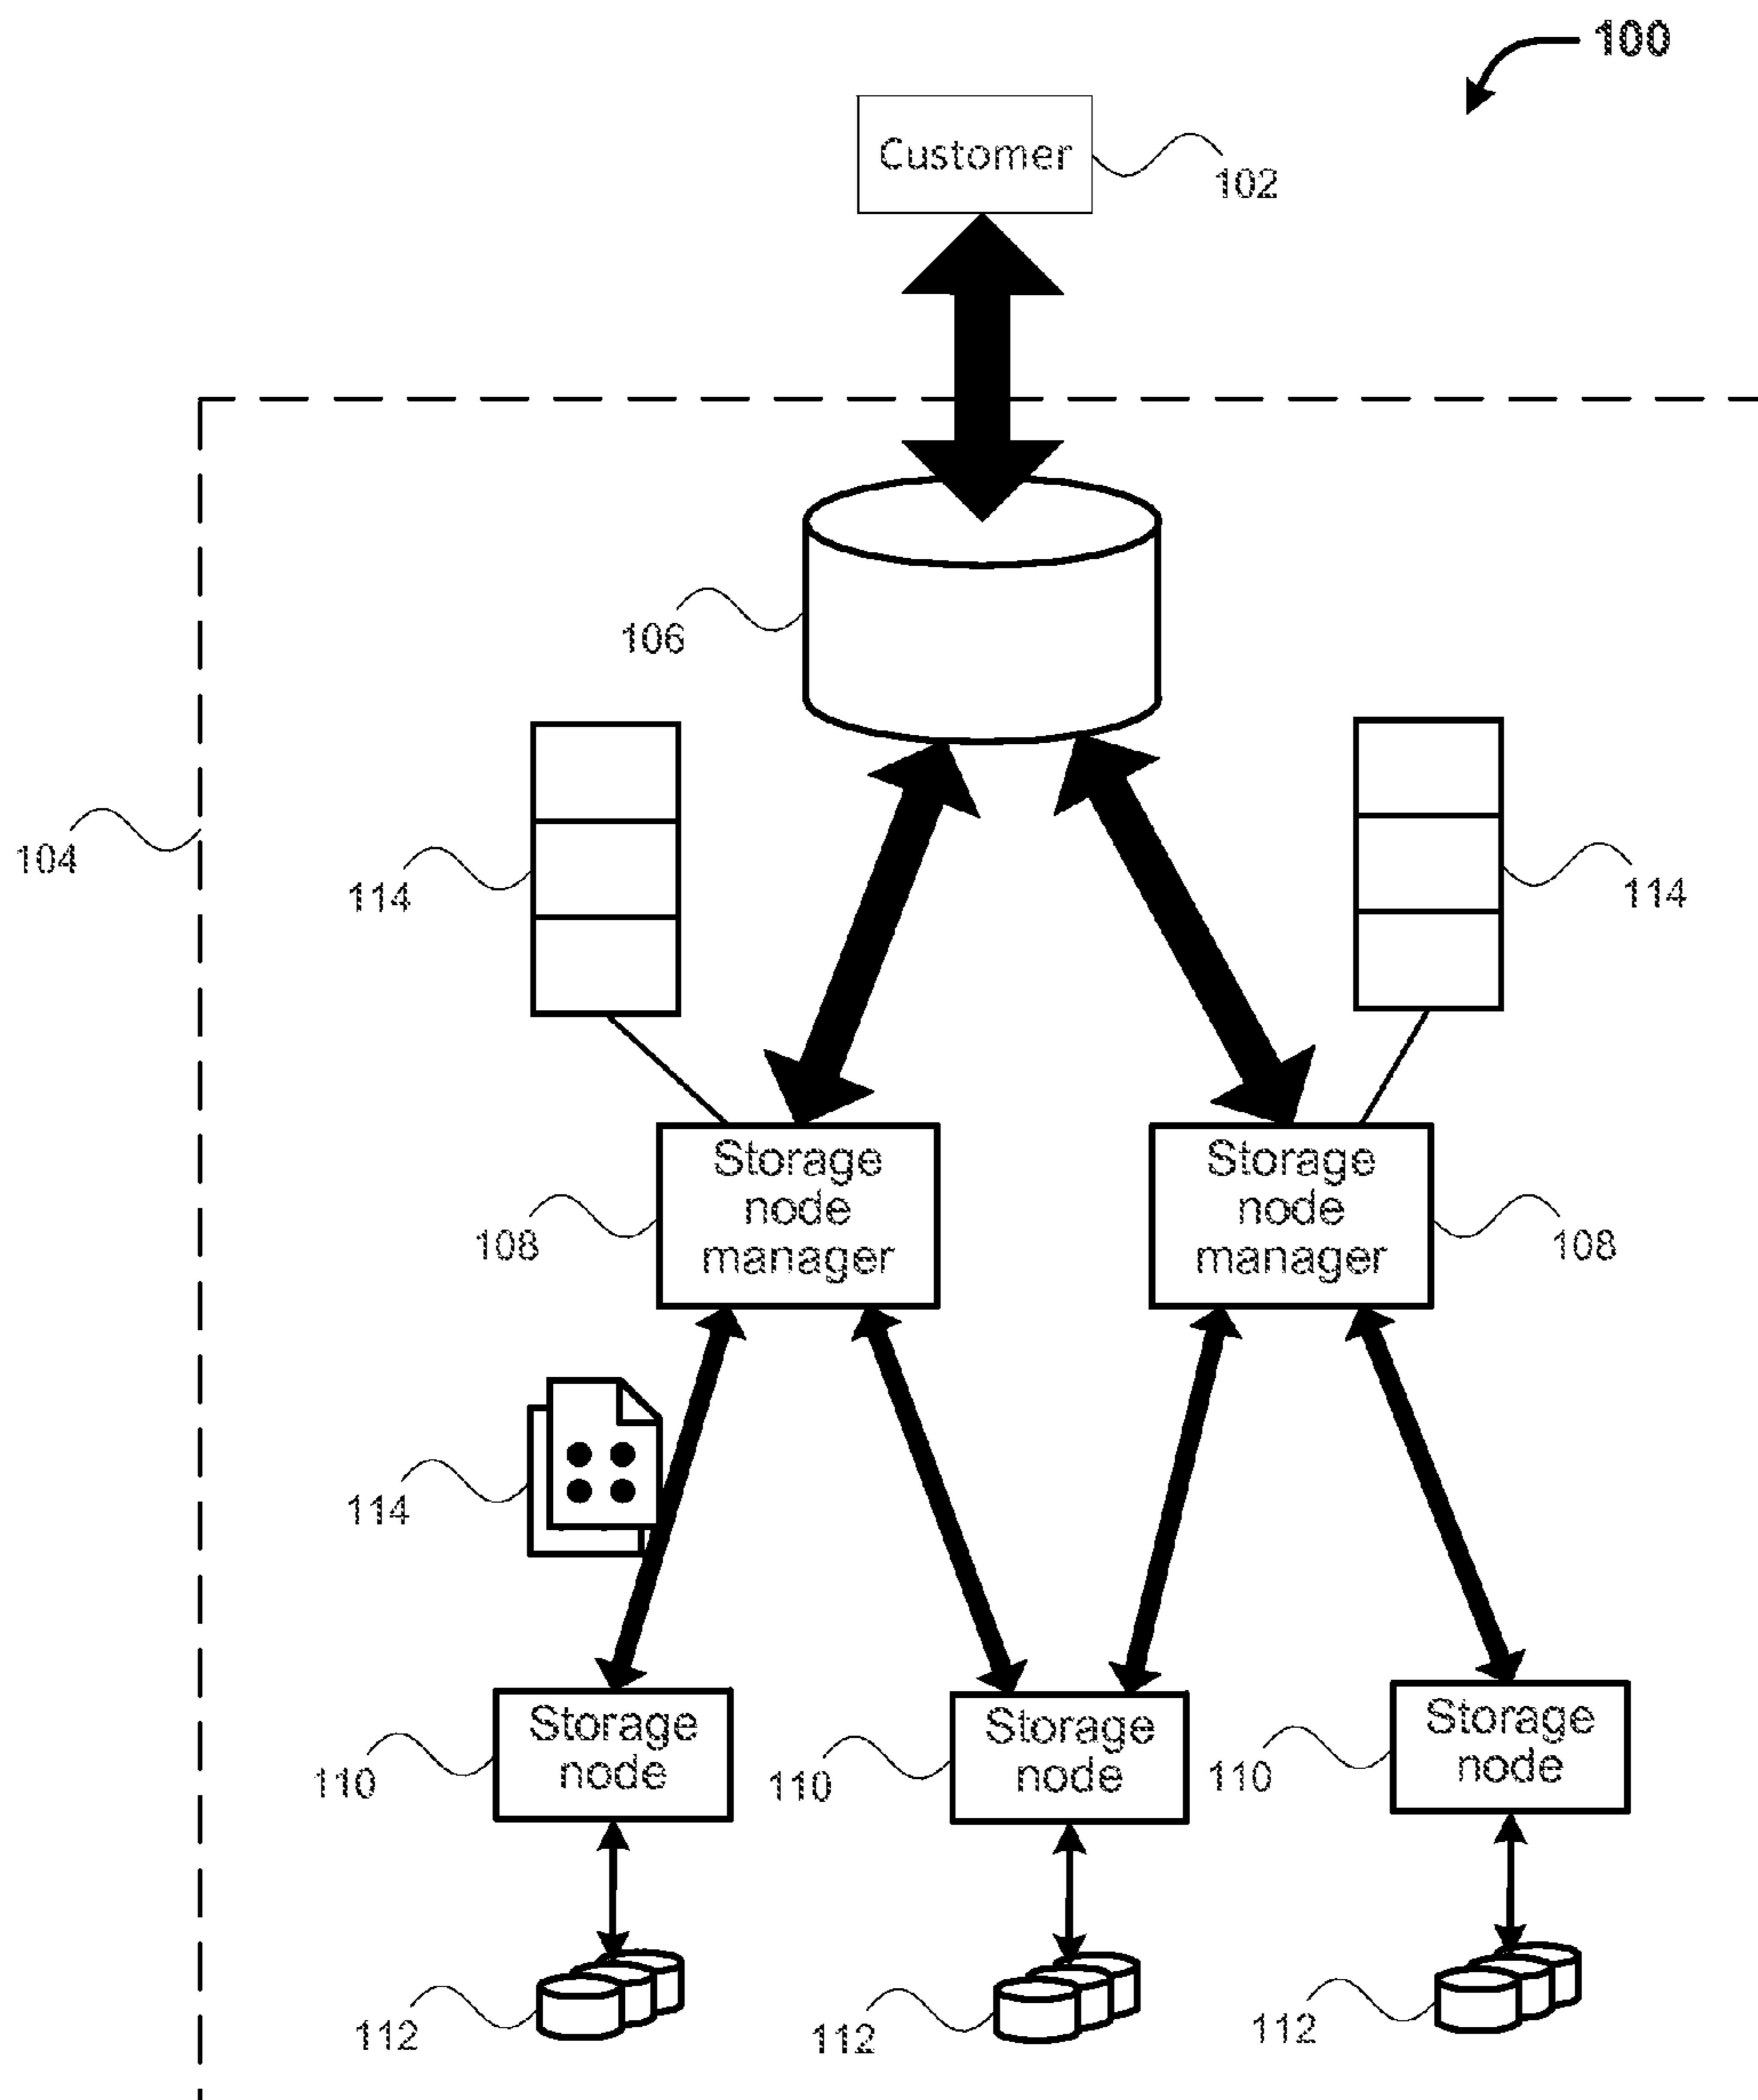 100
Customer
102
106
104
114
114
Storage
node
manager
108
Storage
node
manager
108
114
Storage
node
110
Storage
node
110
Storage
node
110
112
112
112